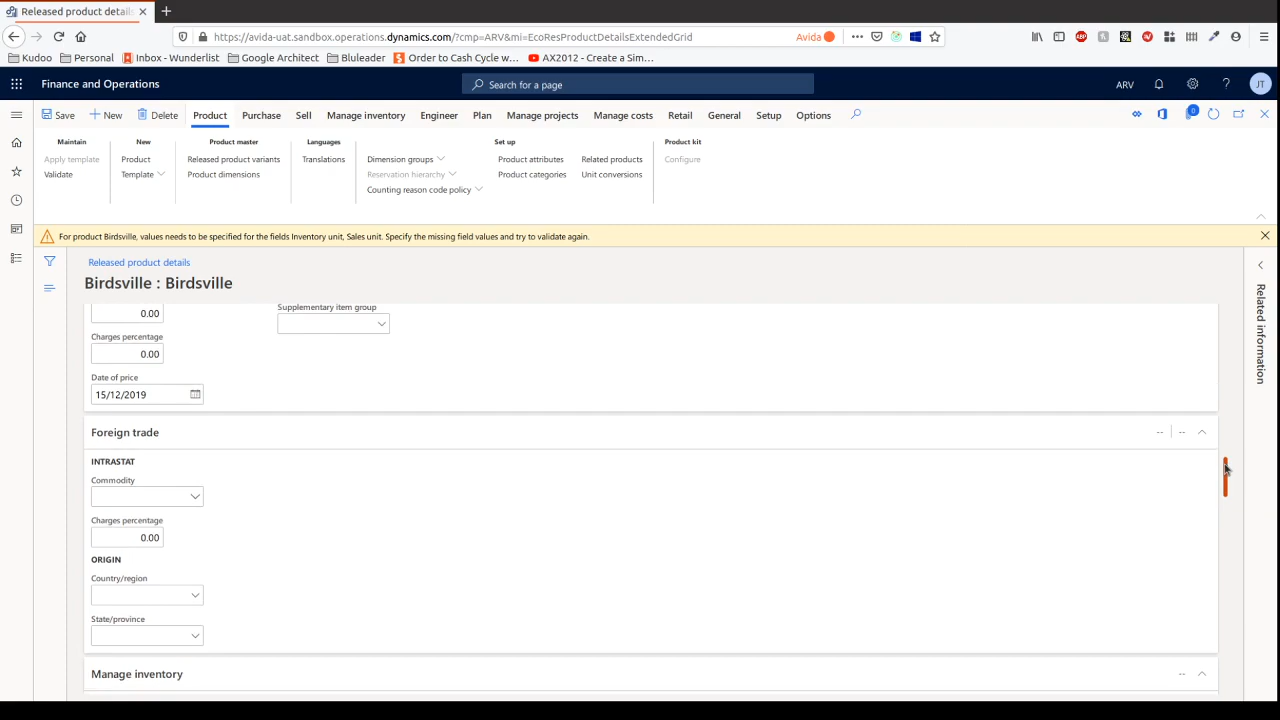 Released product details
https://avida-uat.sandbox.operations.dynamics.com/?cmp=ARV&mi=EcoResProductDetailsExtendedGrid
Avida
Kudoo
Personal
Inbox - Wunderlist
Google Architect
Bluleader
Order to Cash Cycle w...
AX2012 - Create a Sim...
Finance and Operations
Search for a page
ARV
?
JT
Save
New
Delete
Product
Purchase
Sell
Manage inventory
Engineer
Plan
Manage projects
Manage costs
Retail
General
Setup
Options
0
Maintain
New
Product master
Languages
Set up
Product kit
Apply template
Product
Released product variants
Translations
Dimension groups
Product attributes
Related products
Configure
Validate
Template
Product dimensions
Reservation hierarchy
Product categories
Unit conversions
Counting reason code policy
For product Birdsville, values needs to be specified for the fields Inventory unit, Sales unit. Specify the missing field values and try to validate again.
Released product details
Birdsville : Birdsville
Related information
Supplementary item group
0.00
Charges percentage
0.00
Date of price
15/12/2019
Foreign trade
-- --
INTRASTAT
Commodity
Charges percentage
0.00
ORIGIN
Country/region
State/province
Manage inventory
--